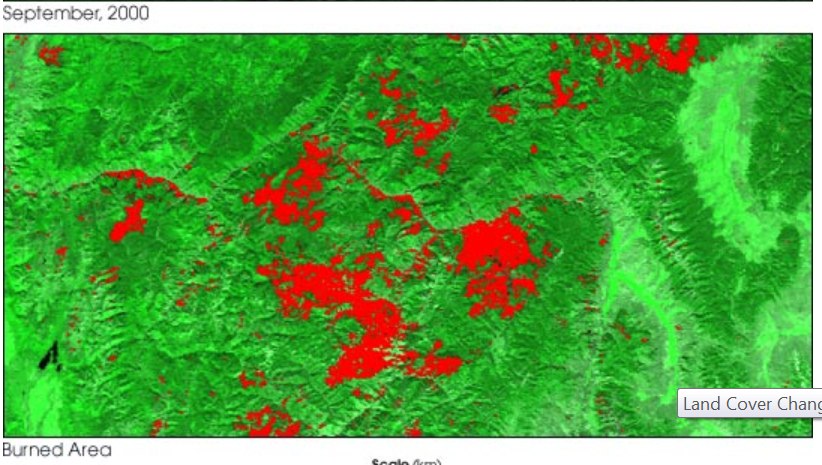 September, 2000
Land Cover Chang
Burned Area
Scale (km)